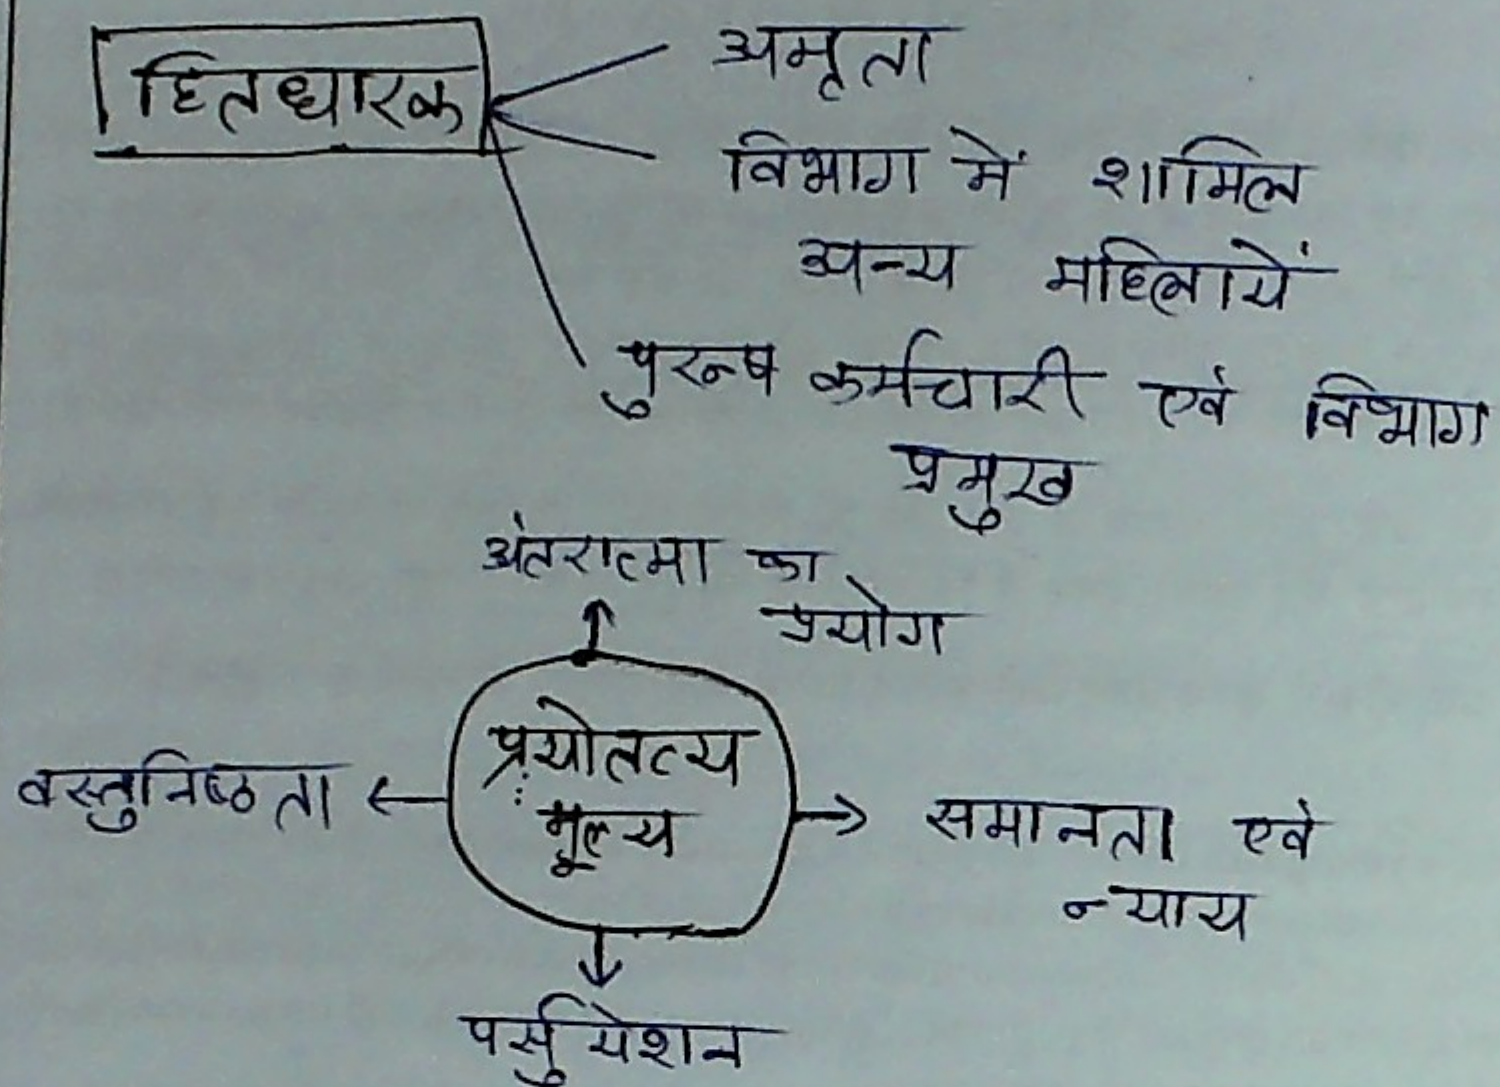 हितधारक
अमृता
विभाग में शामिल
अन्य महिलायें
पुरुष कर्मचारी एवं विभाग
प्रमुख
अंतरात्मा का
प्रयोग
प्रयोतत्य
मूल्य
वस्तुनिष्ठता
समानता एवं
न्याय
पर्सुयेशन